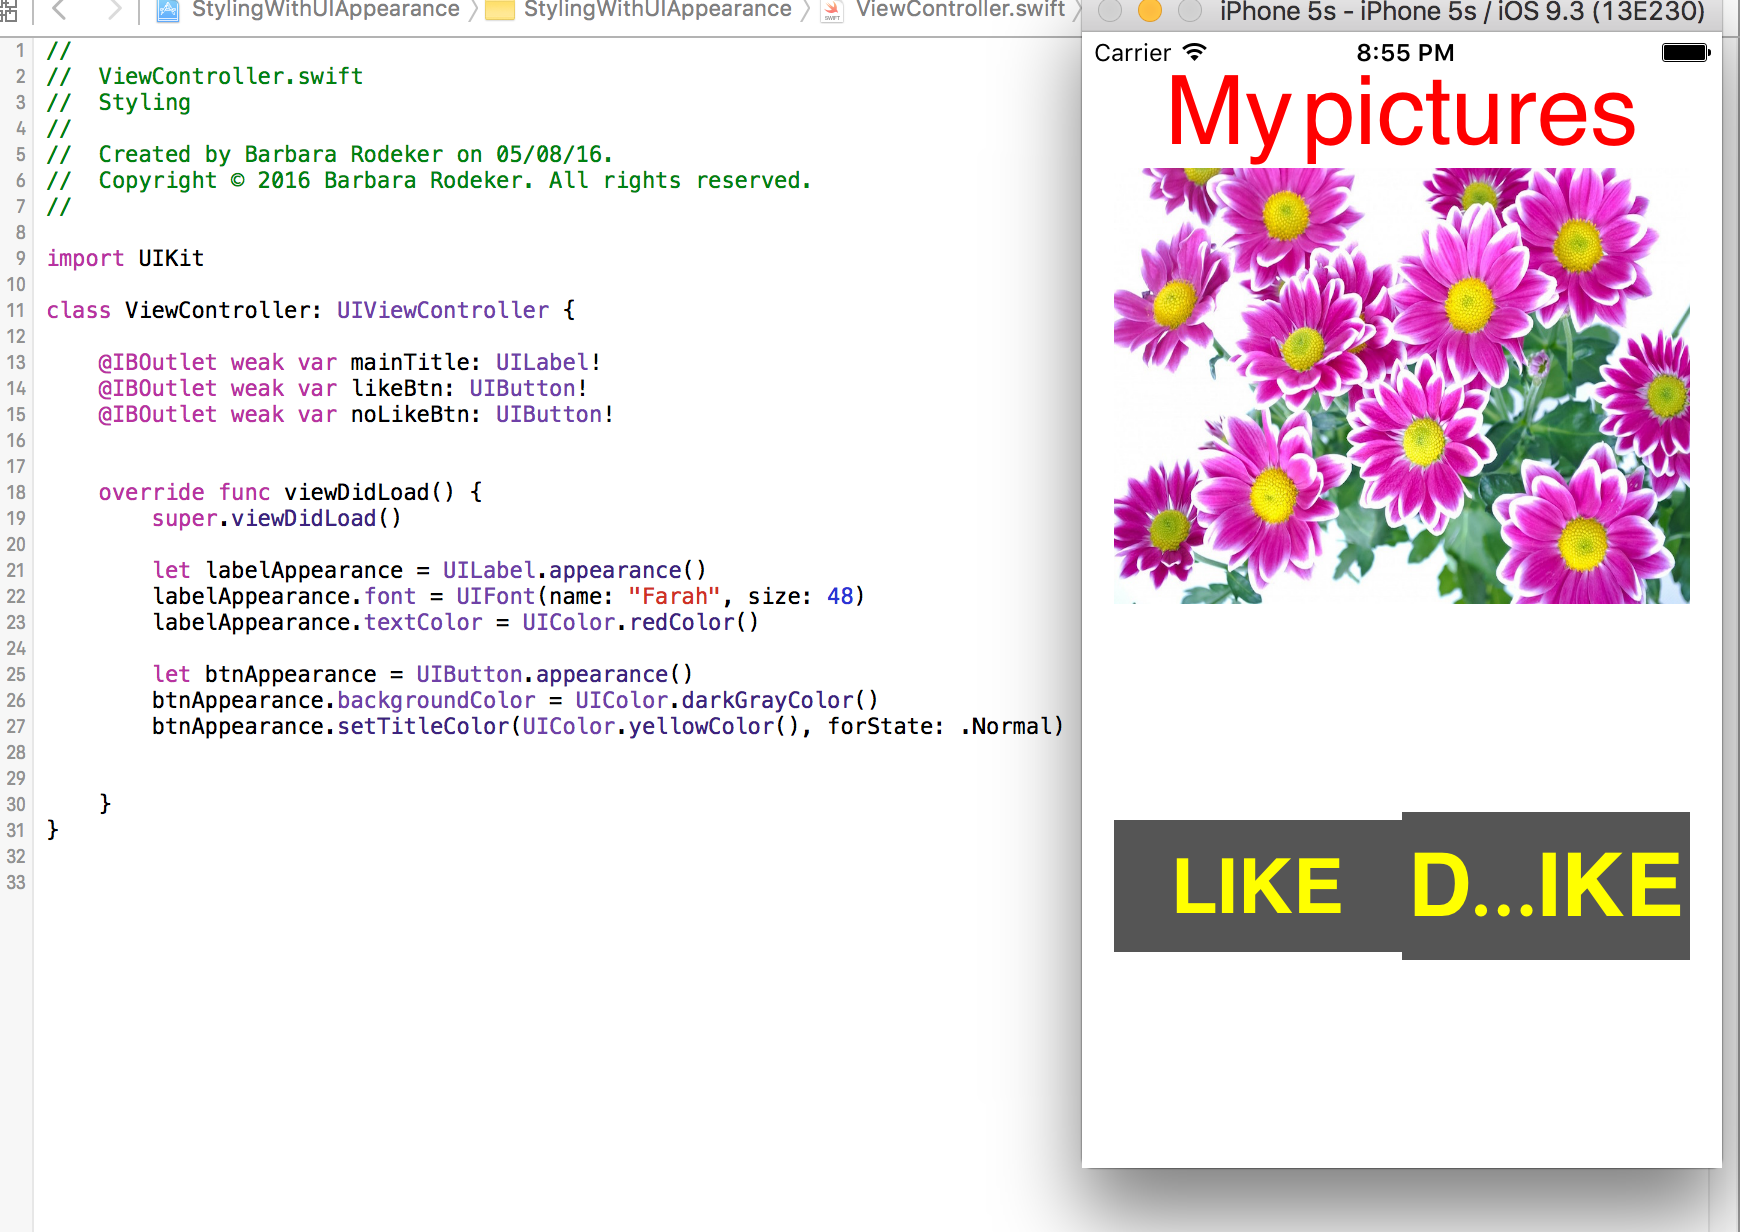 StylingWithUIAppearance StylingWithUIAppearance ViewController.swift
1 //
2 //  ViewController.swift
3 //  Styling
4 //
5 //  Created by Barbara Rodeker on 05/08/16.
6 //  Copyright © 2016 Barbara Rodeker. All rights reserved.
7 //
8
9 import UIKit
10
11 class ViewController: UIViewController {
12
13     @IBOutlet weak var mainTitle: UILabel!
14     @IBOutlet weak var likeBtn: UIButton!
15     @IBOutlet weak var noLikeBtn: UIButton!
16
17
18     override func viewDidLoad() {
19         super.viewDidLoad()
20
21         let labelAppearance = UILabel.appearance()
22         labelAppearance.font = UIFont(name: "Farah", size: 48)
23         labelAppearance.textColor = UIColor.redColor()
24
25         let btnAppearance = UIButton.appearance()
26         btnAppearance.backgroundColor = UIColor.darkGrayColor()
27         btnAppearance.setTitleColor(UIColor.yellowColor(), forState: .Normal)
28
29
30     }
31 }
32
33
iPhone 5s - iPhone 5s / iOS 9.3 (13E230)
Carrier 8:55 PM
My pictures
LIKE D...IKE